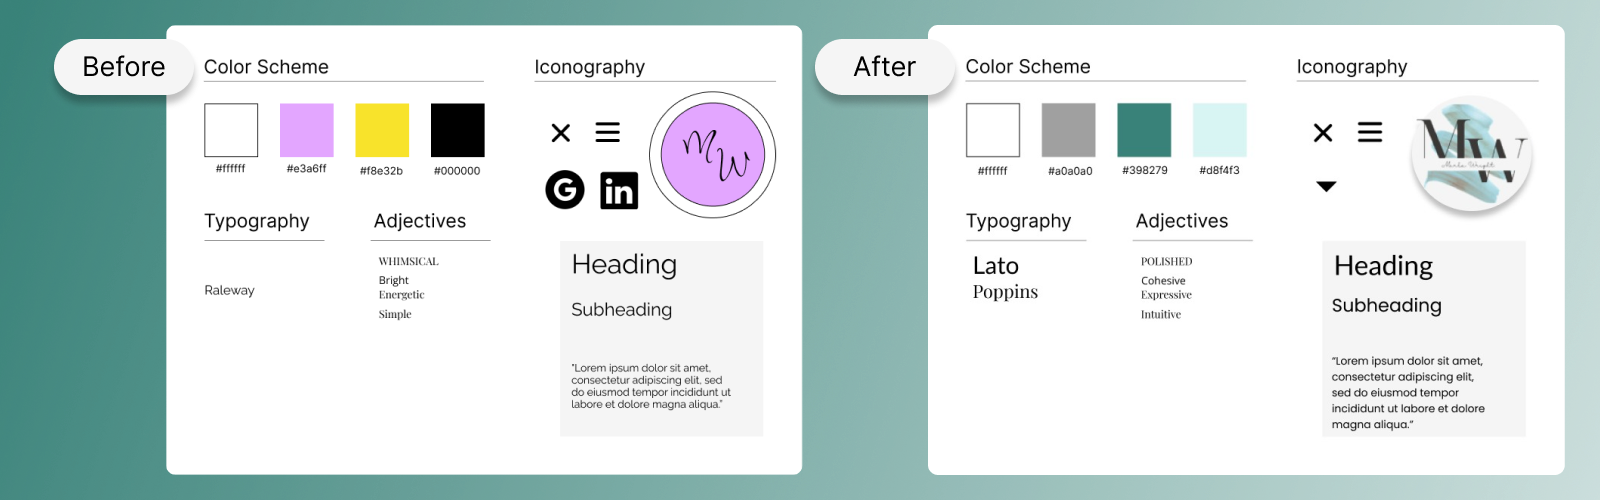 Before
Color Scheme
#ffffff
#e3a6ff
#f8e32b
#000000
Typography
Raleway
Adjectives
WHIMSICAL
Bright
Energetic
Simple
Iconography
G
in
MW
Heading
Subheading
"Lorem ipsum dolor sit amet,
consectetur adipiscing elit, sed
do eiusmod tempor incididunt ut
labore et dolore magna aliqua."
After
Color Scheme
#ffffff
#a0a0a0
#398279
#d8f4f3
Typography
Lato
Poppins
Adjectives
POLISHED
Cohesive
Expressive
Intuitive
Iconography
MW
Heading
Subheading
“Lorem ipsum dolor sit amet,
consectetur adipiscing elit,
sed do eiusmod tempor
incididunt ut labore et dolore
magna aliqua.”